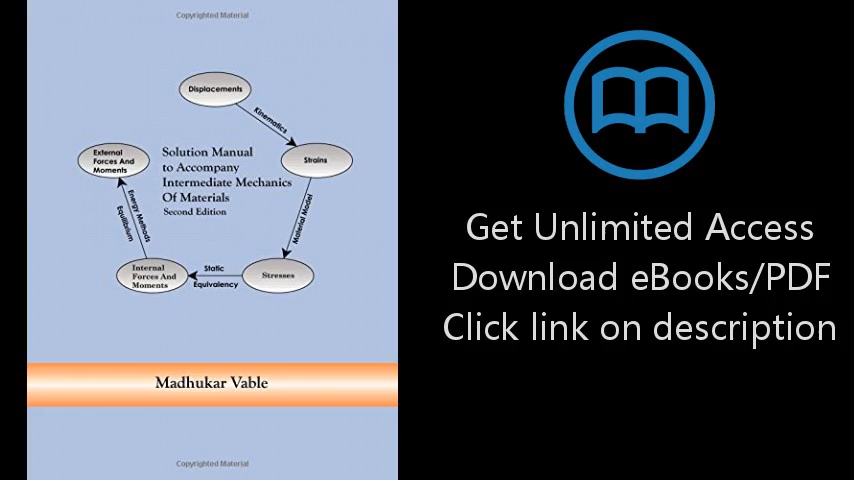 Copyrighted Material
Displacements
Kinematics
External
Forces And
Moments
Solution Manual
to Accompany
Intermediate Mechanics
Of Materials
Second Edition
Strains
Energy Methods
Equilibrium
Material Model
Internal
Forces And
Moments
Static
Equivalency
Stresses
Madhukar Vable
Copyrighted Material
Get Unlimited Access
Download eBooks/PDF
Click link on description